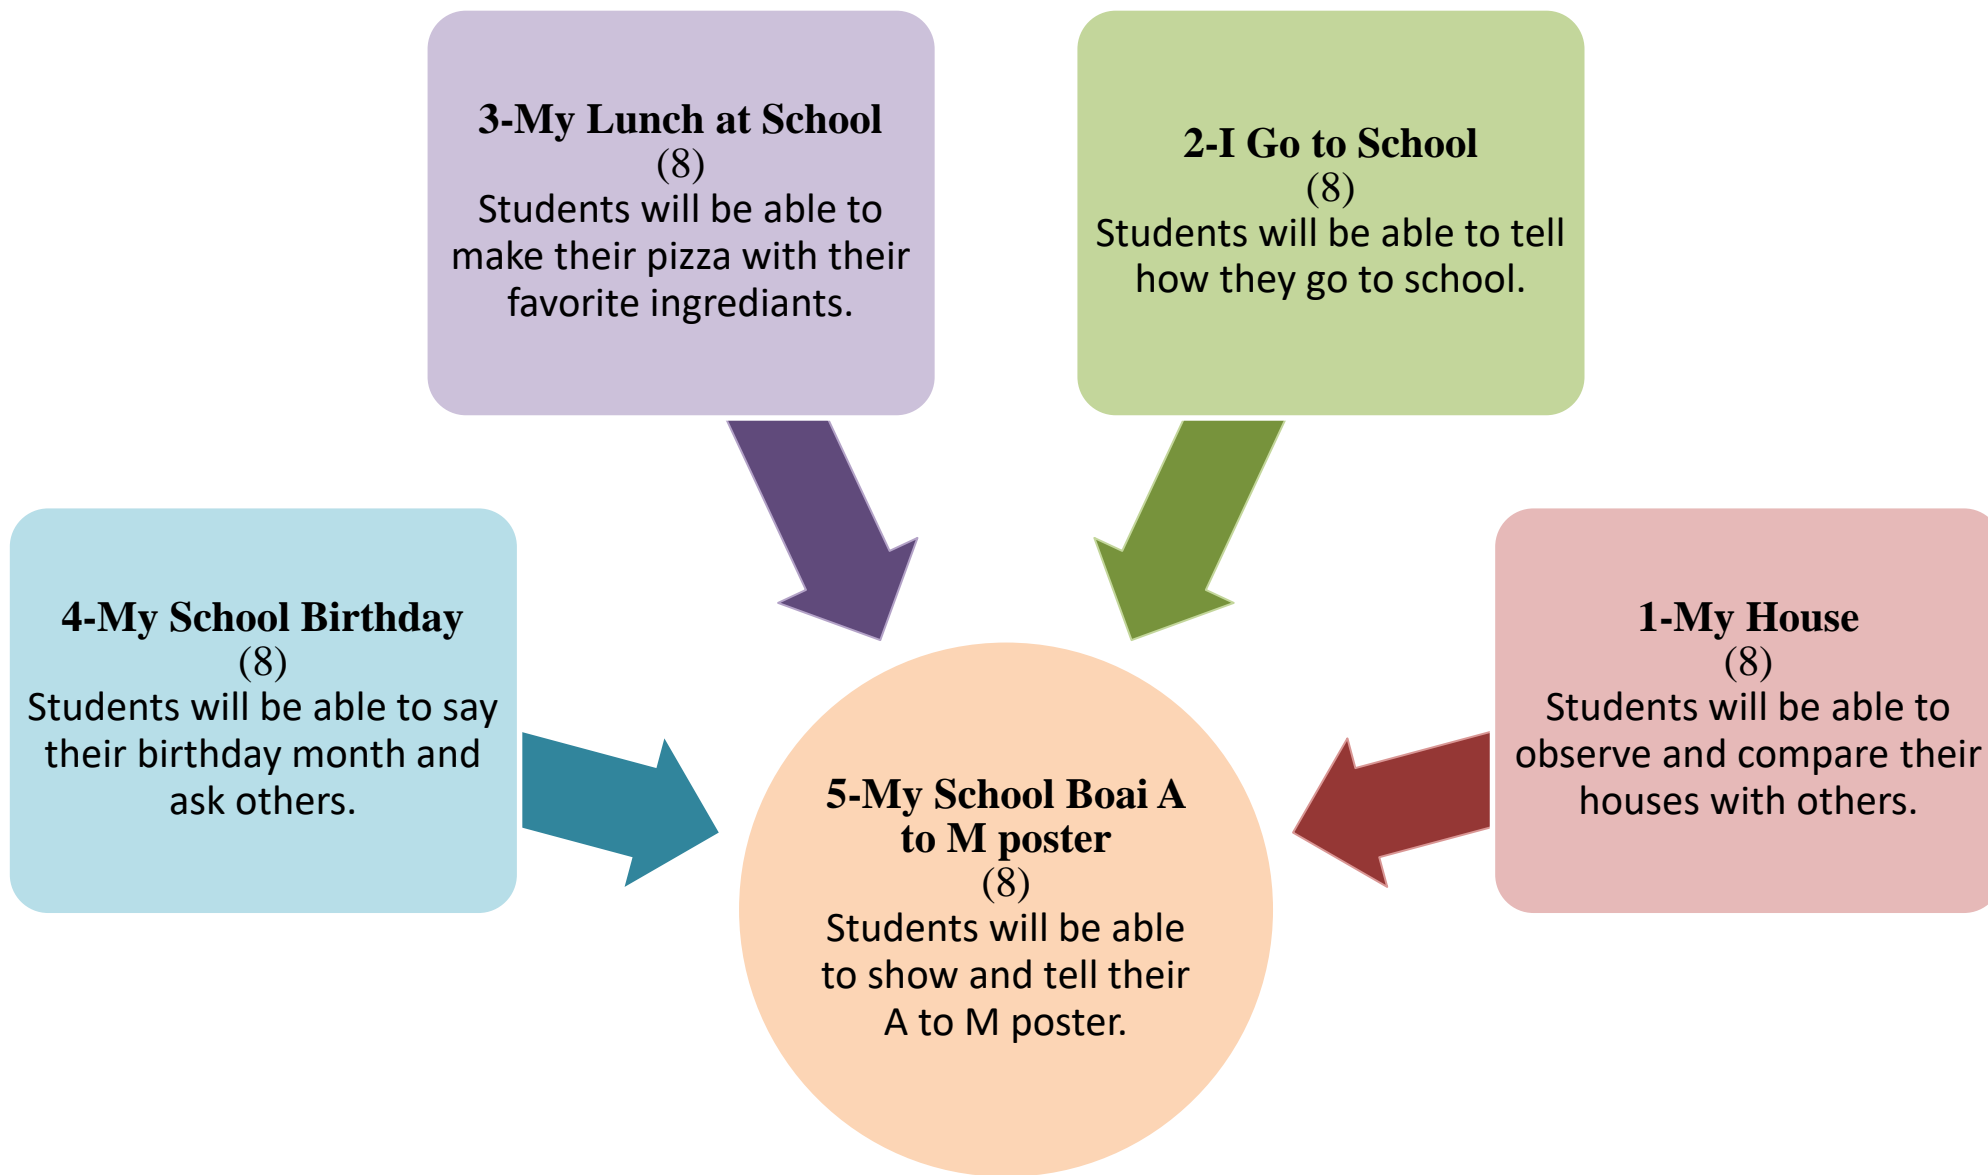 3-My Lunch at School
(8)
Students will be able to
make their pizza with their
favorite ingrediants.
2-I Go to School
(8)
Students will be able to tell
how they go to school.
4-My School Birthday
(8)
Students will be able to say
their birthday month and
ask others.
1-My House
(8)
Students will be able to
observe and compare their
houses with others.
5-My School Boai A
to M poster
(8)
Students will be able
to show and tell their
A to M poster.